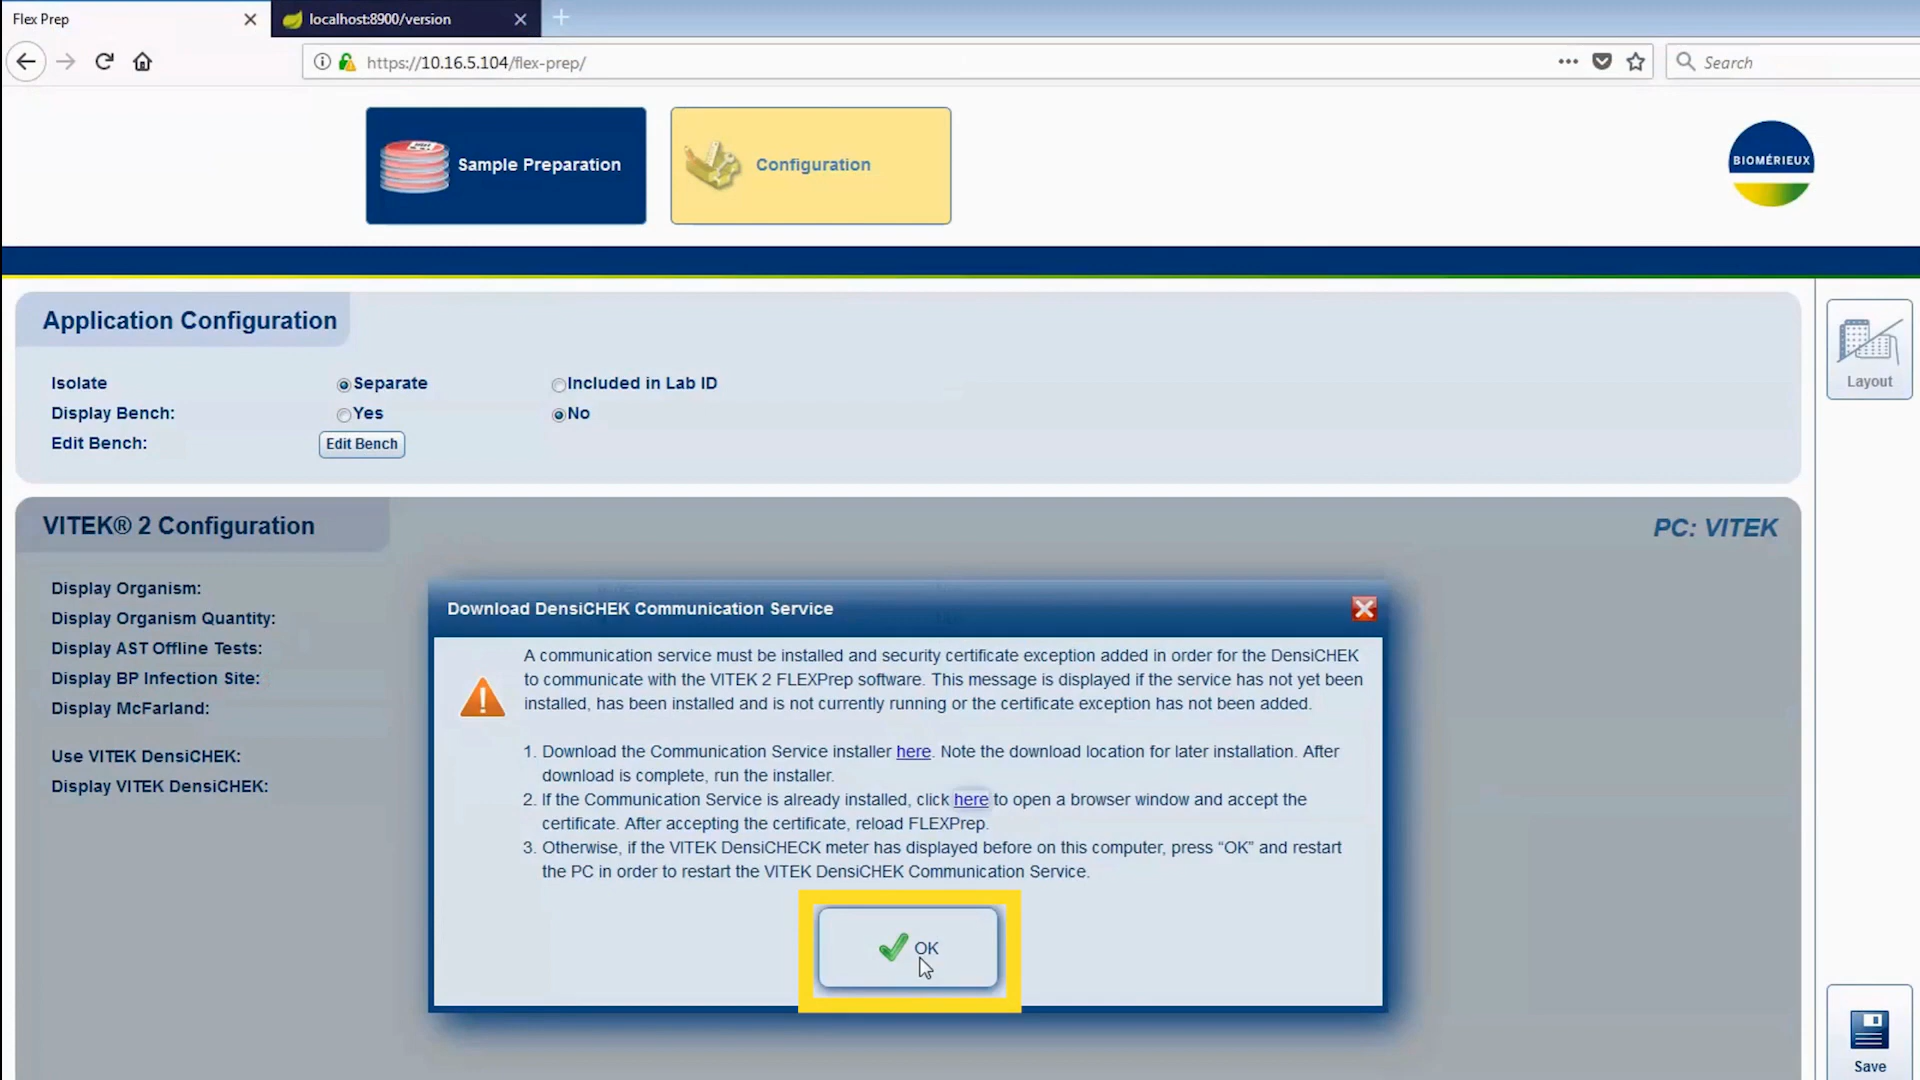 Flex Prep
localhost:8900/version
https://10.16.5.104/flex-prep/
Search
Sample Preparation
Configuration
BIOMÉRIEUX
Application Configuration
Layout
Isolate
Separate
Included in Lab ID
Display Bench:
Yes
No
Edit Bench:
Edit Bench
VITEK® 2 Configuration
PC: VITEK
Display Organism:
Display Organism Quantity:
Display AST Offline Tests:
Display BP Infection Site:
Display McFarland:
Use VITEK DensiCHEK:
Display VITEK DensiCHEK:
Download DensiCHEK Communication Service
A communication service must be installed and security certificate exception added in order for the DensiCHEK
to communicate with the VITEK 2 FLEXPrep software. This message is displayed if the service has not yet been
installed, has been installed and is not currently running or the certificate exception has not been added.
1. Download the Communication Service installer here. Note the download location for later installation. After
download is complete, run the installer.
2. If the Communication Service is already installed, click here to open a browser window and accept the
certificate. After accepting the certificate, reload FLEXPrep.
3. Otherwise, if the VITEK DensiCHECK meter has displayed before on this computer, press “OK” and restart
the PC in order to restart the VITEK DensiCHEK Communication Service.
OK
Save